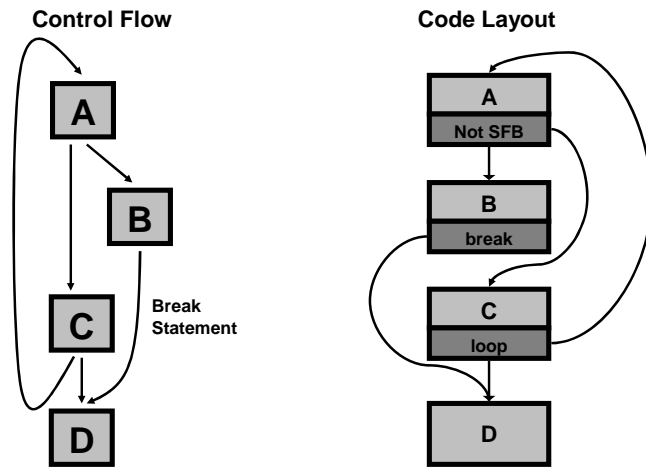 Control Flow
A
B
C
Break
Statement
D
Code Layout
A
Not SFB
B
break
C
loop
D